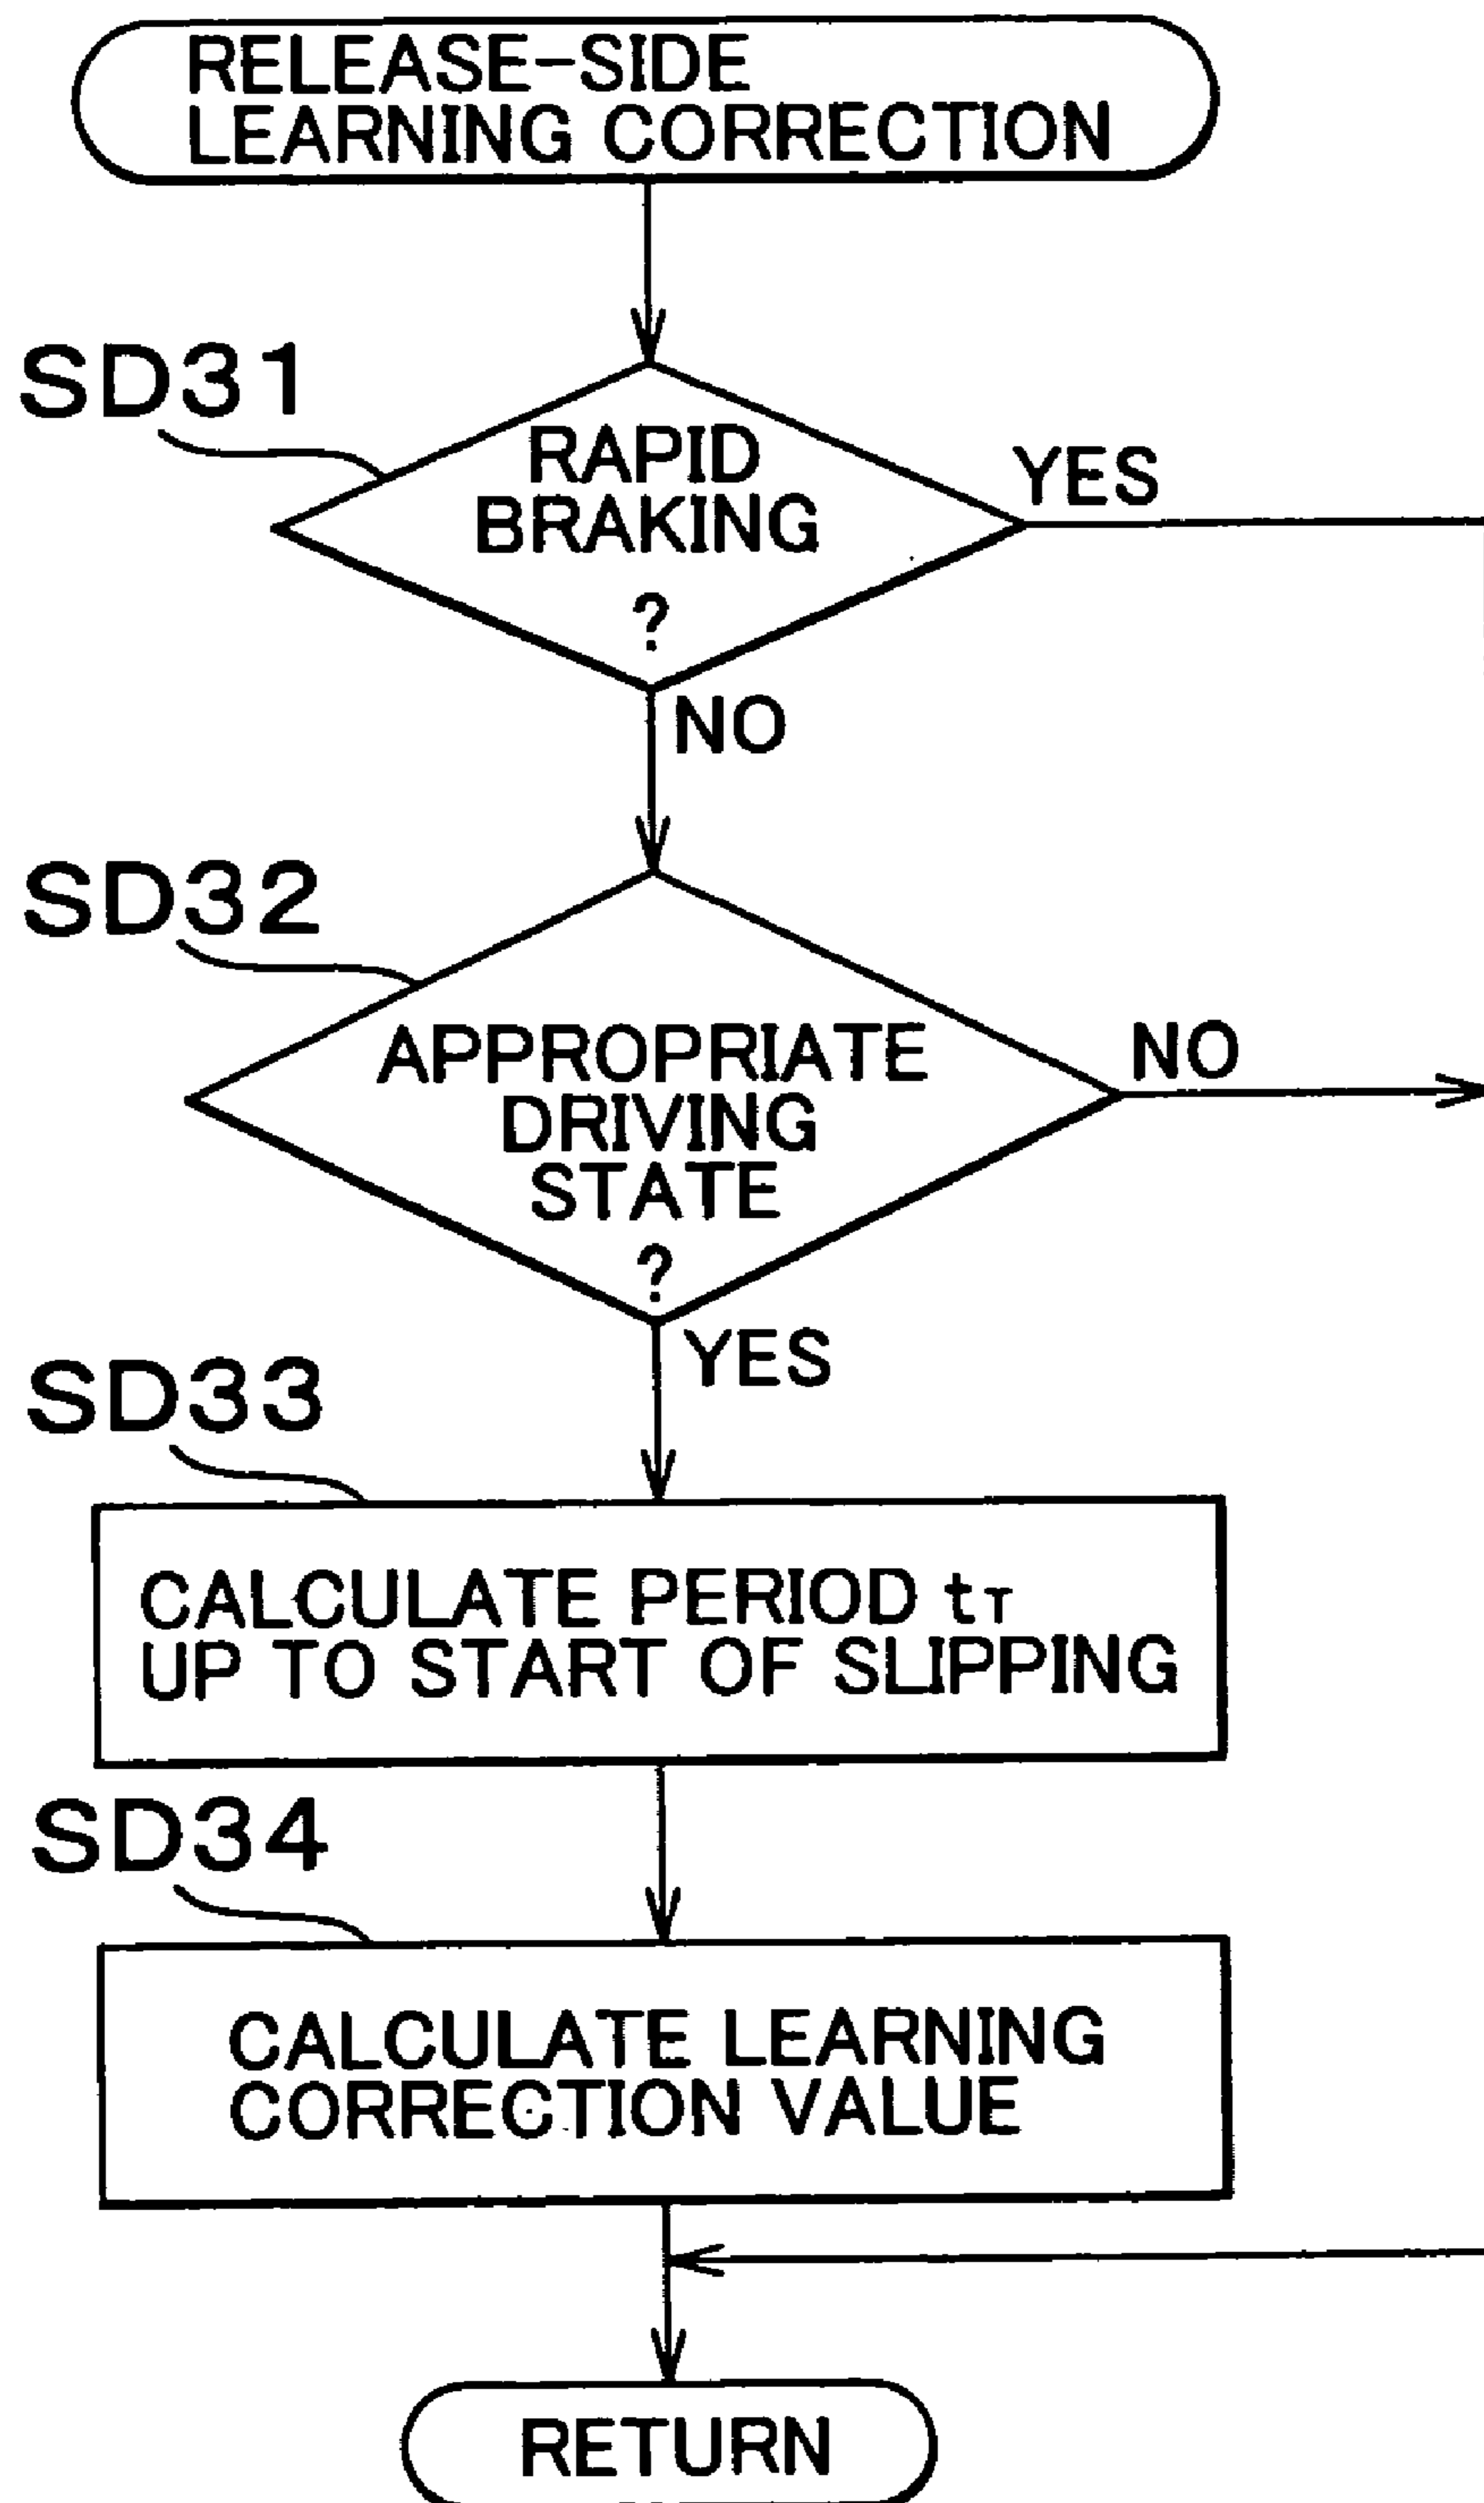 RELEASE-SIDE
LEARNING CORRECTION
SD31
RAPID
BRAKING
?
YES
NO
SD32
APPROPRIATE
DRIVING
STATE
?
NO
YES
SD33
CALCULATE PERIOD tT
UP TO START OF SLIPPING
SD34
CALCULATE LEARNING
CORRECTION VALUE
RETURN